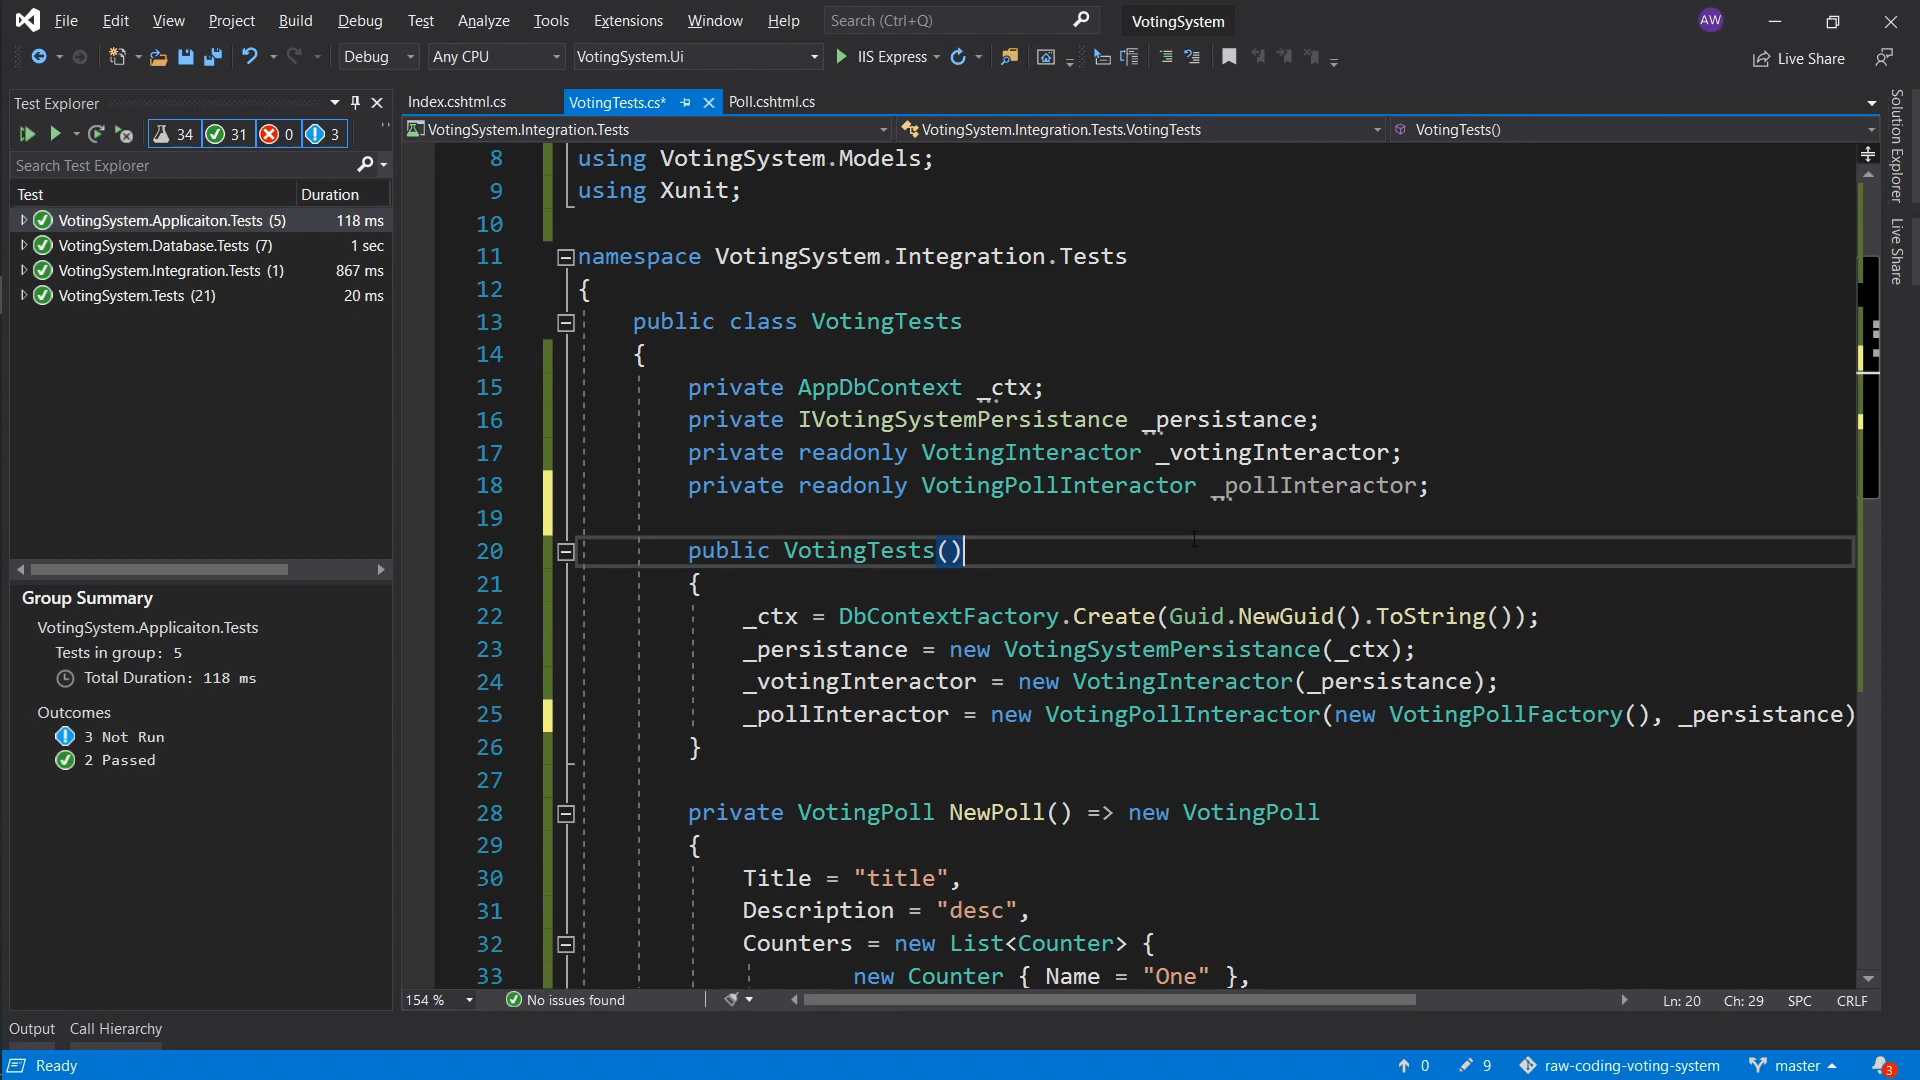 File Edit View Project Build Debug Test Analyze Tools Extensions Window Help Search (Ctrl+Q) VotingSystem AW
Debug Any CPU VotingSystem.Ui IIS Express Live Share
Test Explorer
34 31 0 3
Search Test Explorer
Test Duration
VotingSystem.Applicaiton.Tests (5) 118 ms
VotingSystem.Database.Tests (7) 1 sec
VotingSystem.Integration.Tests (1) 867 ms
VotingSystem.Tests (21) 20 ms
Group Summary
VotingSystem.Applicaiton.Tests
Tests in group: 5
Total Duration: 118 ms
Outcomes
3 Not Run
2 Passed
Index.cshtml.cs VotingTests.cs* Poll.cshtml.cs
VotingSystem.Integration.Tests VotingSystem.Integration.Tests.VotingTests VotingTests()
8 using VotingSystem.Models;
9 using Xunit;
10
11 namespace VotingSystem.Integration.Tests
12 {
13 public class VotingTests
14 {
15 private AppDbContext _ctx;
16 private IVotingSystemPersistance _persistance;
17 private readonly VotingInteractor _votingInteractor;
18 private readonly VotingPollInteractor _pollInteractor;
19
20 public VotingTests()
21 {
22 _ctx = DbContextFactory.Create(Guid.NewGuid().ToString());
23 _persistance = new VotingSystemPersistance(_ctx);
24 _votingInteractor = new VotingInteractor(_persistance);
25 _pollInteractor = new VotingPollInteractor(new VotingPollFactory(), _persistance)
26 }
27
28 private VotingPoll NewPoll() => new VotingPoll
29 {
30 Title = "title",
31 Description = "desc",
32 Counters = new List<Counter> {
33 new Counter { Name = "One" },
154 % No issues found Ln: 20 Ch: 29 SPC CRLF
Solution Explorer
Live Share
Output Call Hierarchy
Ready 0 9 raw-coding-voting-system master 3